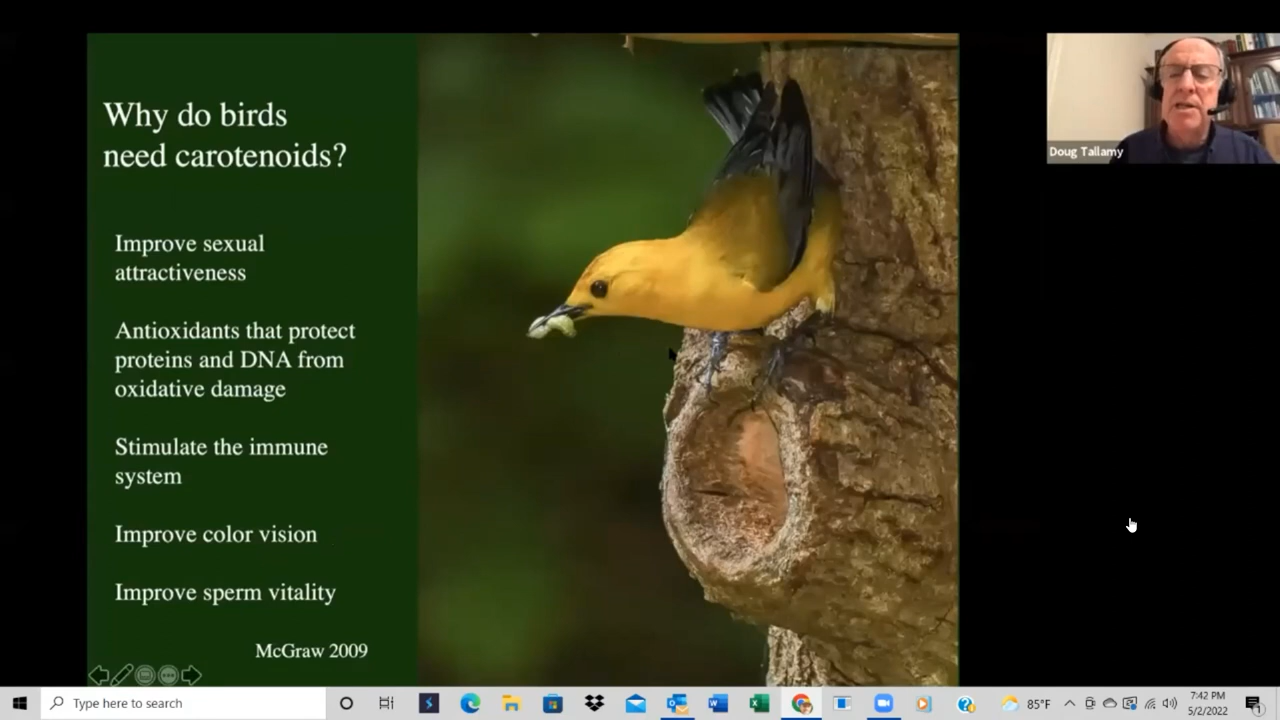 Why do birds
need carotenoids?
Improve sexual
attractiveness
Antioxidants that protect
proteins and DNA from
oxidative damage
Stimulate the immune
system
Improve color vision
Improve sperm vitality
McGraw 2009
Doug Tallamy
Type here to search
85°F
7:42 PM
5/2/2022